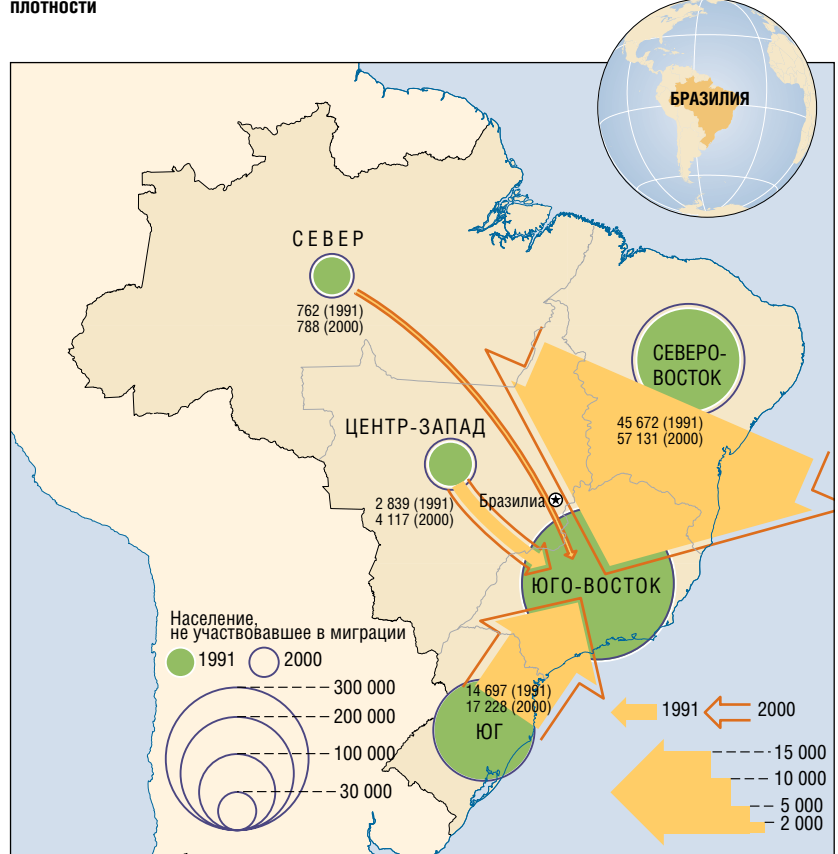 плотности
БРАЗИЛИЯ
СЕВЕР
762 (1991)
788 (2000)
СЕВЕРО-
ВОСТОК
45 672 (1991)
57 131 (2000)
ЦЕНТР-ЗАПАД
2 839 (1991)
4 117 (2000)
Бразилиа
ЮГО-ВОСТОК
14 697 (1991)
17 228 (2000)
ЮГ
Население,
не участвовавшее в миграции
1991 2000
300 000
200 000
100 000
30 000
1991 2000
15 000
10 000
5 000
2 000